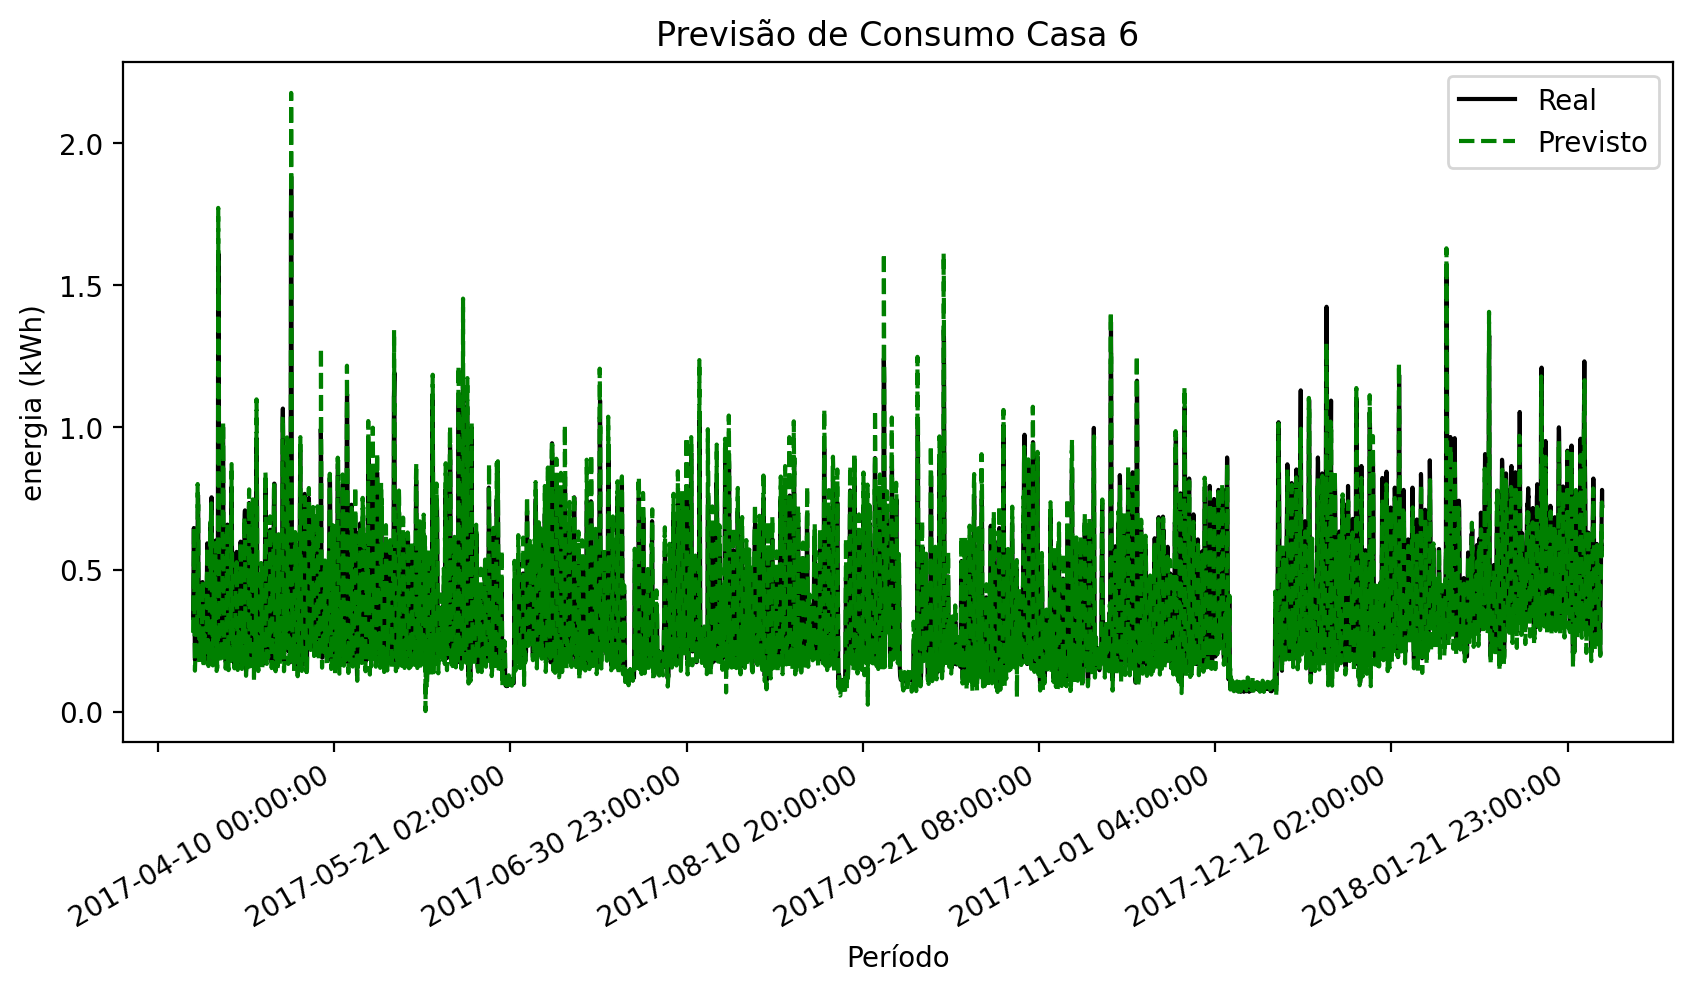 Previsão de Consumo Casa 6
Real
Previsto
energia (kWh)
2.0
1.5
1.0
0.5
0.0
2017-04-10 00:00:00
2017-05-21 02:00:00
2017-06-30 23:00:00
2017-08-10 20:00:00
2017-09-21 08:00:00
2017-11-01 04:00:00
2017-12-12 02:00:00
2018-01-21 23:00:00
Período